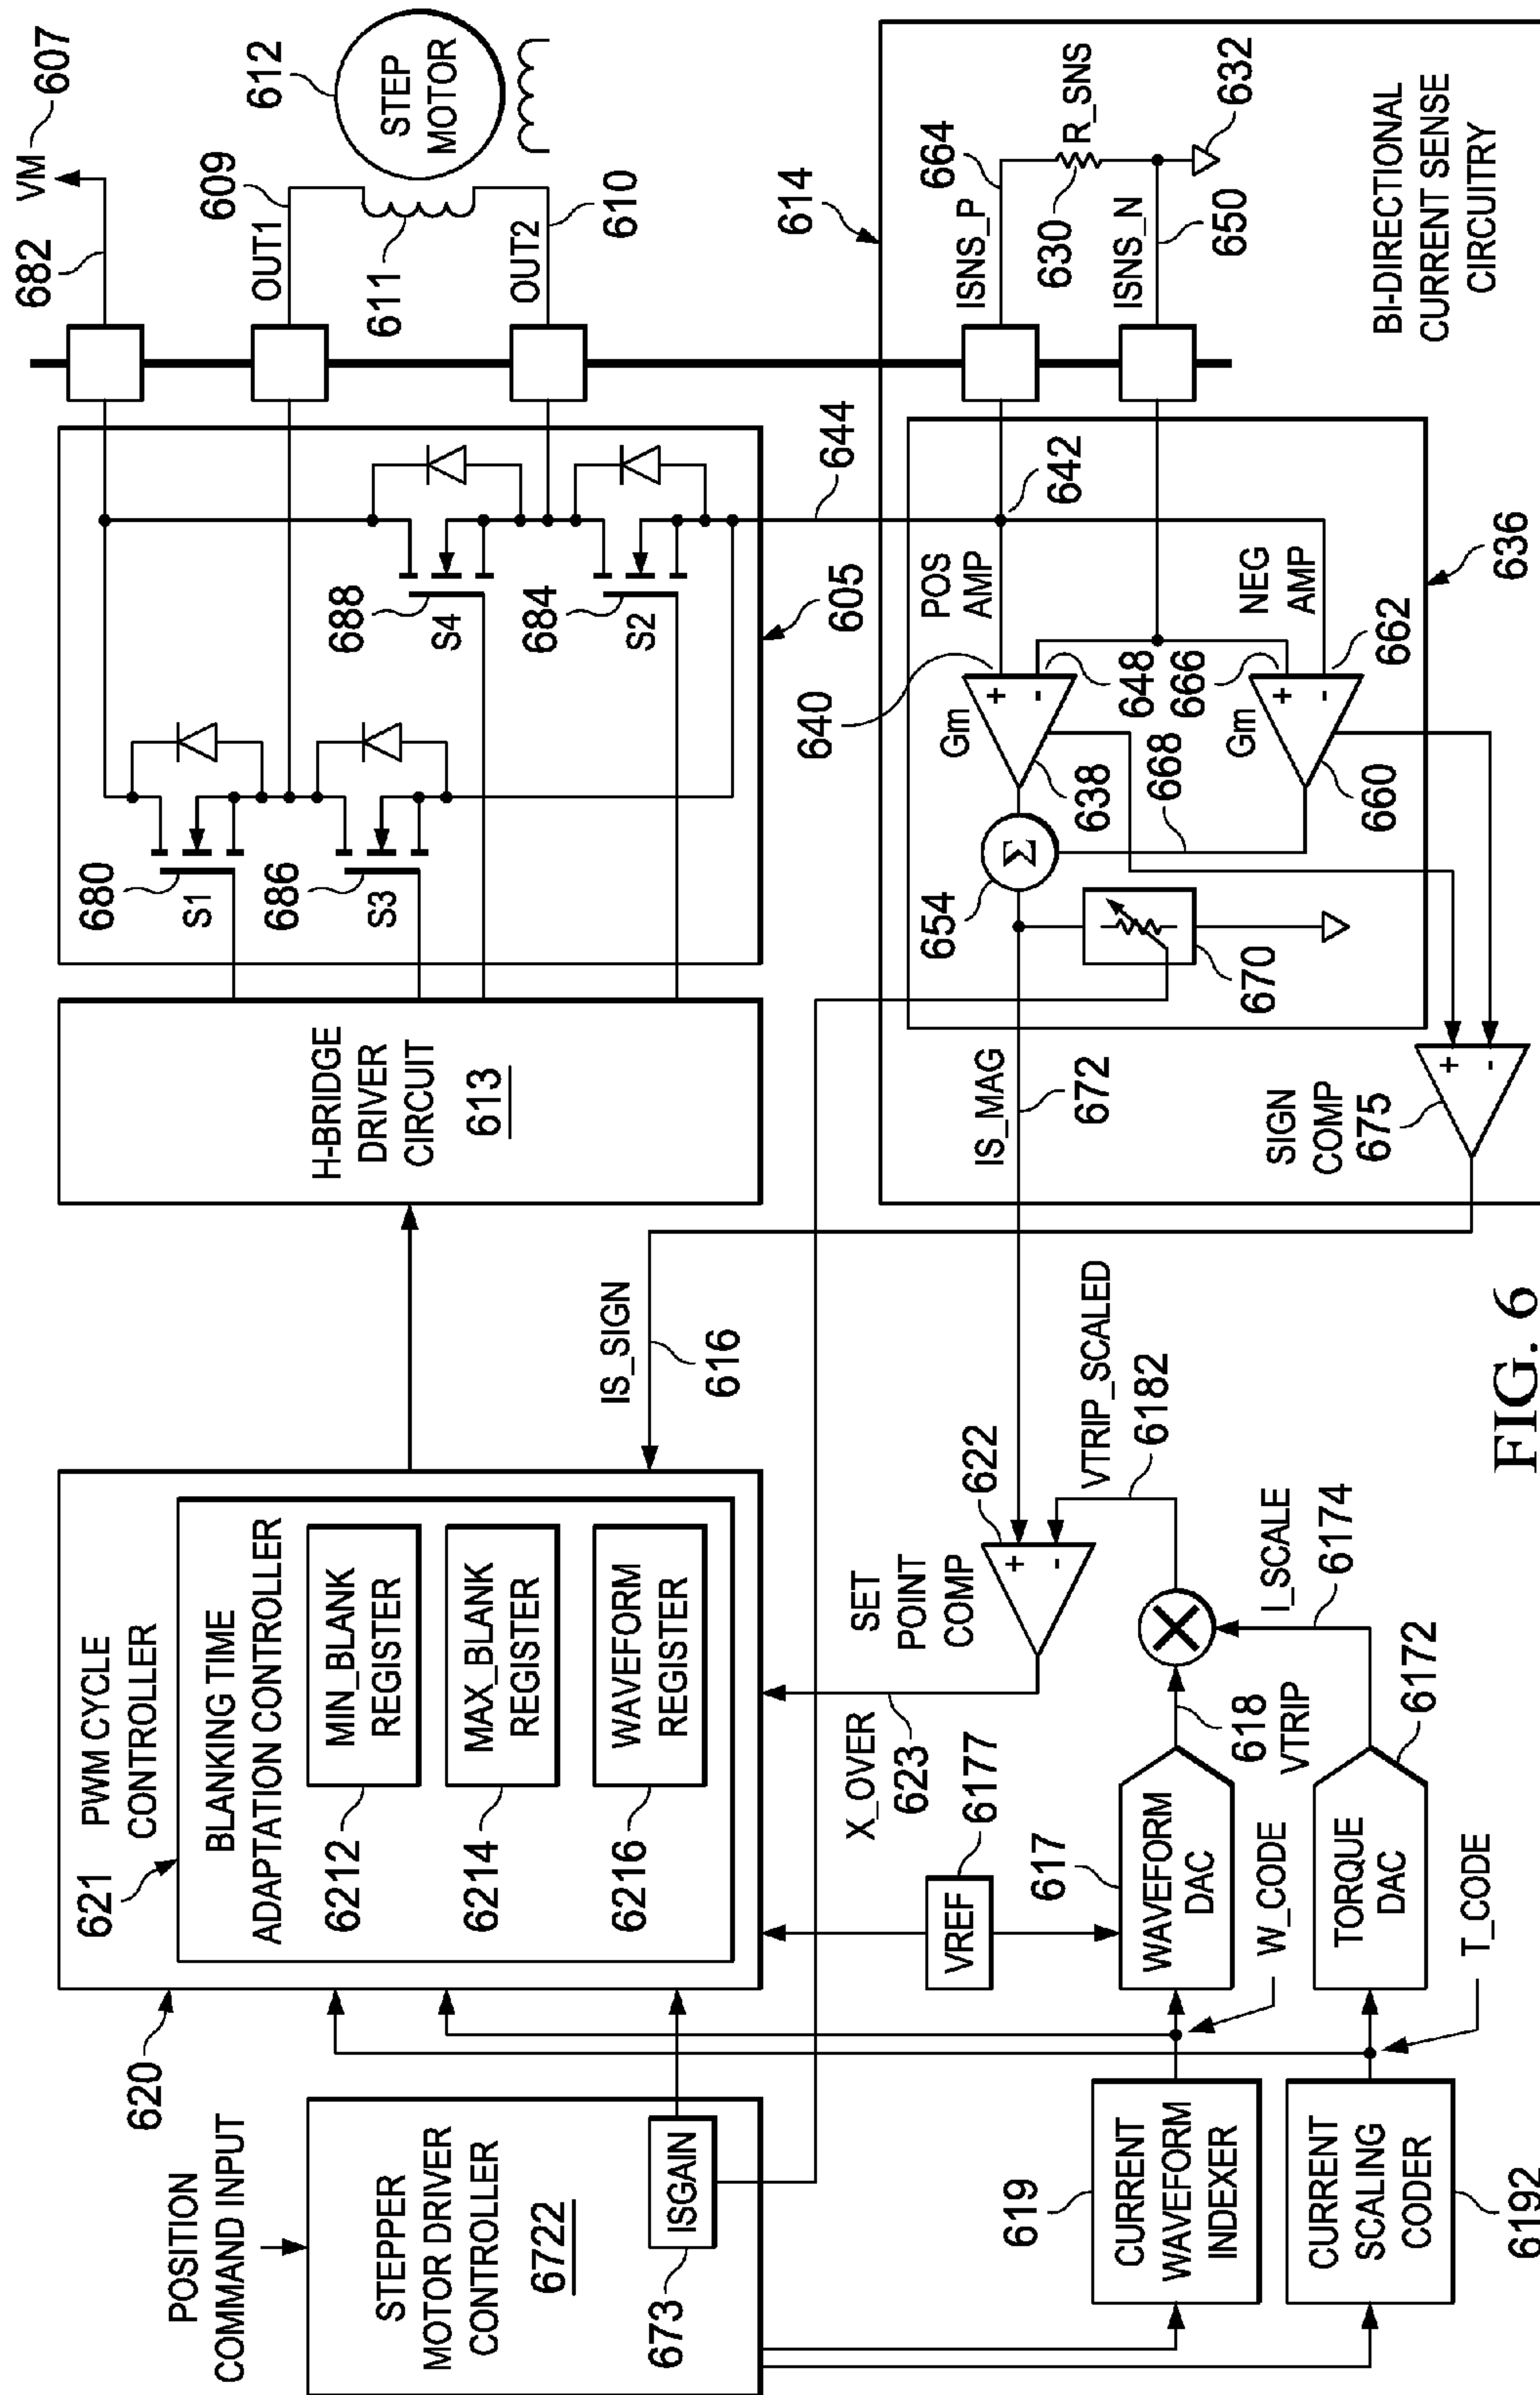 POSITION
COMMAND INPUT
STEPPER
MOTOR DRIVER
CONTROLLER
6722
ISGAIN
673
620
PWM CYCLE
CONTROLLER
621
BLANKING TIME
ADAPTATION CONTROLLER
MIN_BLANK
REGISTER
6212
MAX_BLANK
REGISTER
6214
WAVEFORM
REGISTER
6216
H-BRIDGE
DRIVER
CIRCUIT
613
680
S1
686
S3
688
S4
684
S2
605
644
VM
607
682
609
OUT1
611
OUT2
610
612
STEP
MOTOR
IS_SIGN
616
X_OVER
623
SET
POINT
COMP
622
+
-
VTRIP_SCALED
6182
VREF
6177
617
WAVEFORM
DAC
618
VTRIP
I_SCALE
6174
TORQUE
DAC
6172
W_CODE
T_CODE
619
CURRENT
WAVEFORM
INDEXER
CURRENT
SCALING
CODER
6192
614
IS_MAG
672
654
Σ
670
640
Gm
+
-
638
668
POS
AMP
642
648
666
Gm
+
-
660
NEG
AMP
662
636
SIGN
COMP
675
+
-
ISNS_P
664
630
R_SNS
ISNS_N
650
632
BI-DIRECTIONAL
CURRENT SENSE
CIRCUITRY
FIG. 6